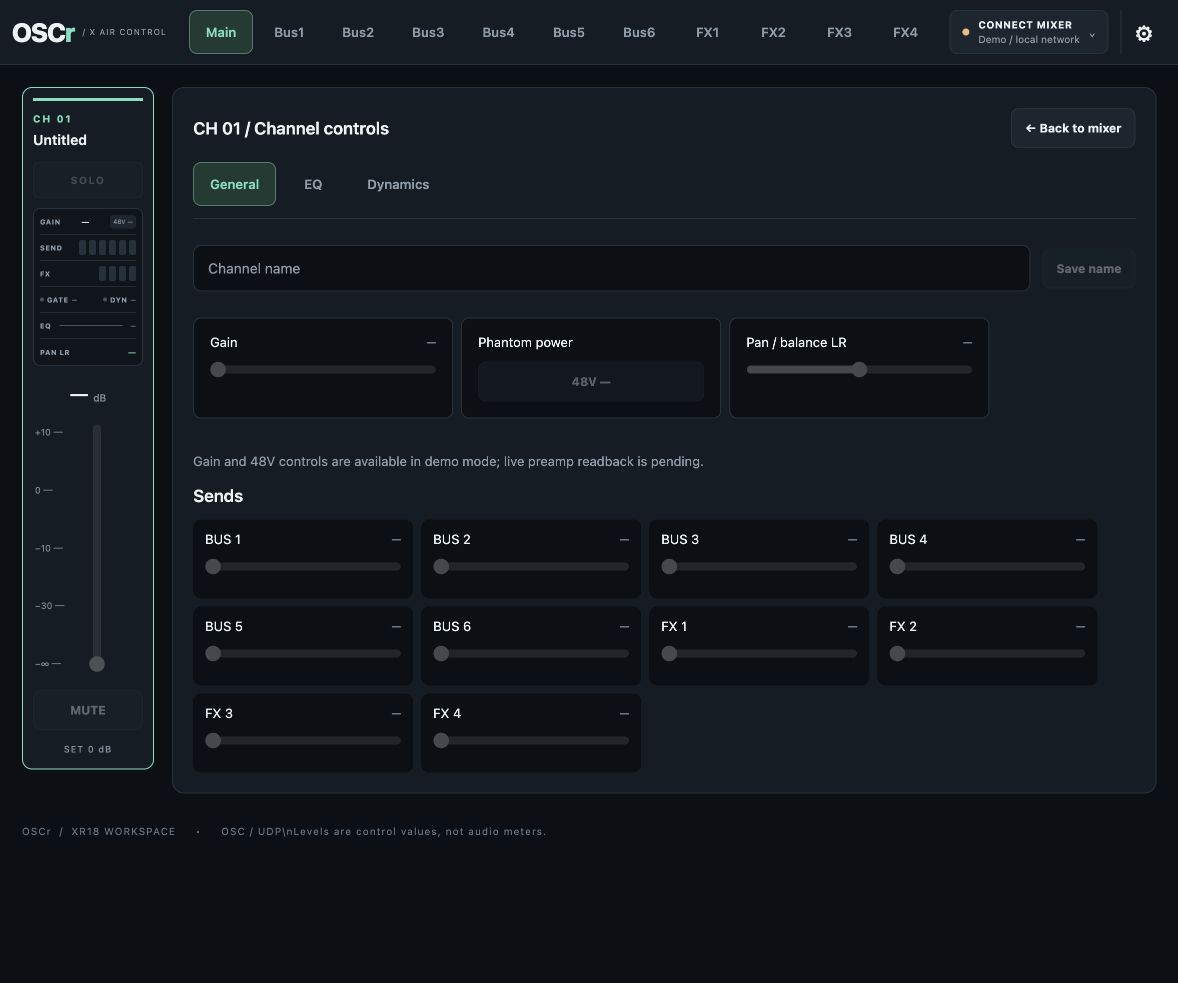 OSCr / X AIR CONTROL
Main Bus1 Bus2 Bus3 Bus4 Bus5 Bus6 FX1 FX2 FX3 FX4
CONNECT MIXER
Demo / local network
CH 01
Untitled
SOLO
GAIN — 48V —
SEND
FX
GATE — DYN —
EQ —
PAN LR —
— dB
+10 —
0 —
−10 —
−30 —
−∞ —
MUTE
SET 0 dB
CH 01 / Channel controls
← Back to mixer
General EQ Dynamics
Channel name
Save name
Gain —
Phantom power
48V —
Pan / balance LR —
Gain and 48V controls are available in demo mode; live preamp readback is pending.
Sends
BUS 1 — BUS 2 — BUS 3 — BUS 4 —
BUS 5 — BUS 6 — FX 1 — FX 2 —
FX 3 — FX 4 —
OSCr / XR18 WORKSPACE • OSC / UDP\nLevels are control values, not audio meters.